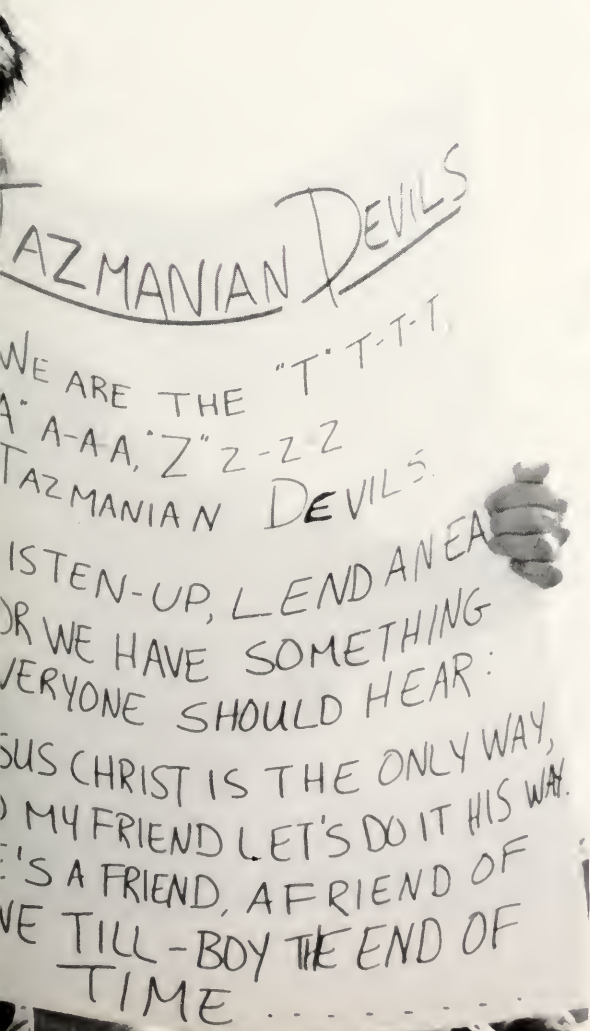 TAZMANIAN DEVILS
WE ARE THE "T" T-T-T,
A" A-A-A, "Z" Z-Z Z
TAZMANIAN DEVILS.
ISTEN-UP, LEND AN EA
OR WE HAVE SOMETHING
VERYONE SHOULD HEAR:
SUS CHRIST IS THE ONLY WAY,
MY FRIEND LET'S DO IT HIS WAY.
E'S A FRIEND, A FRIEND OF
NE TILL-BOY THE END OF
TIME ........